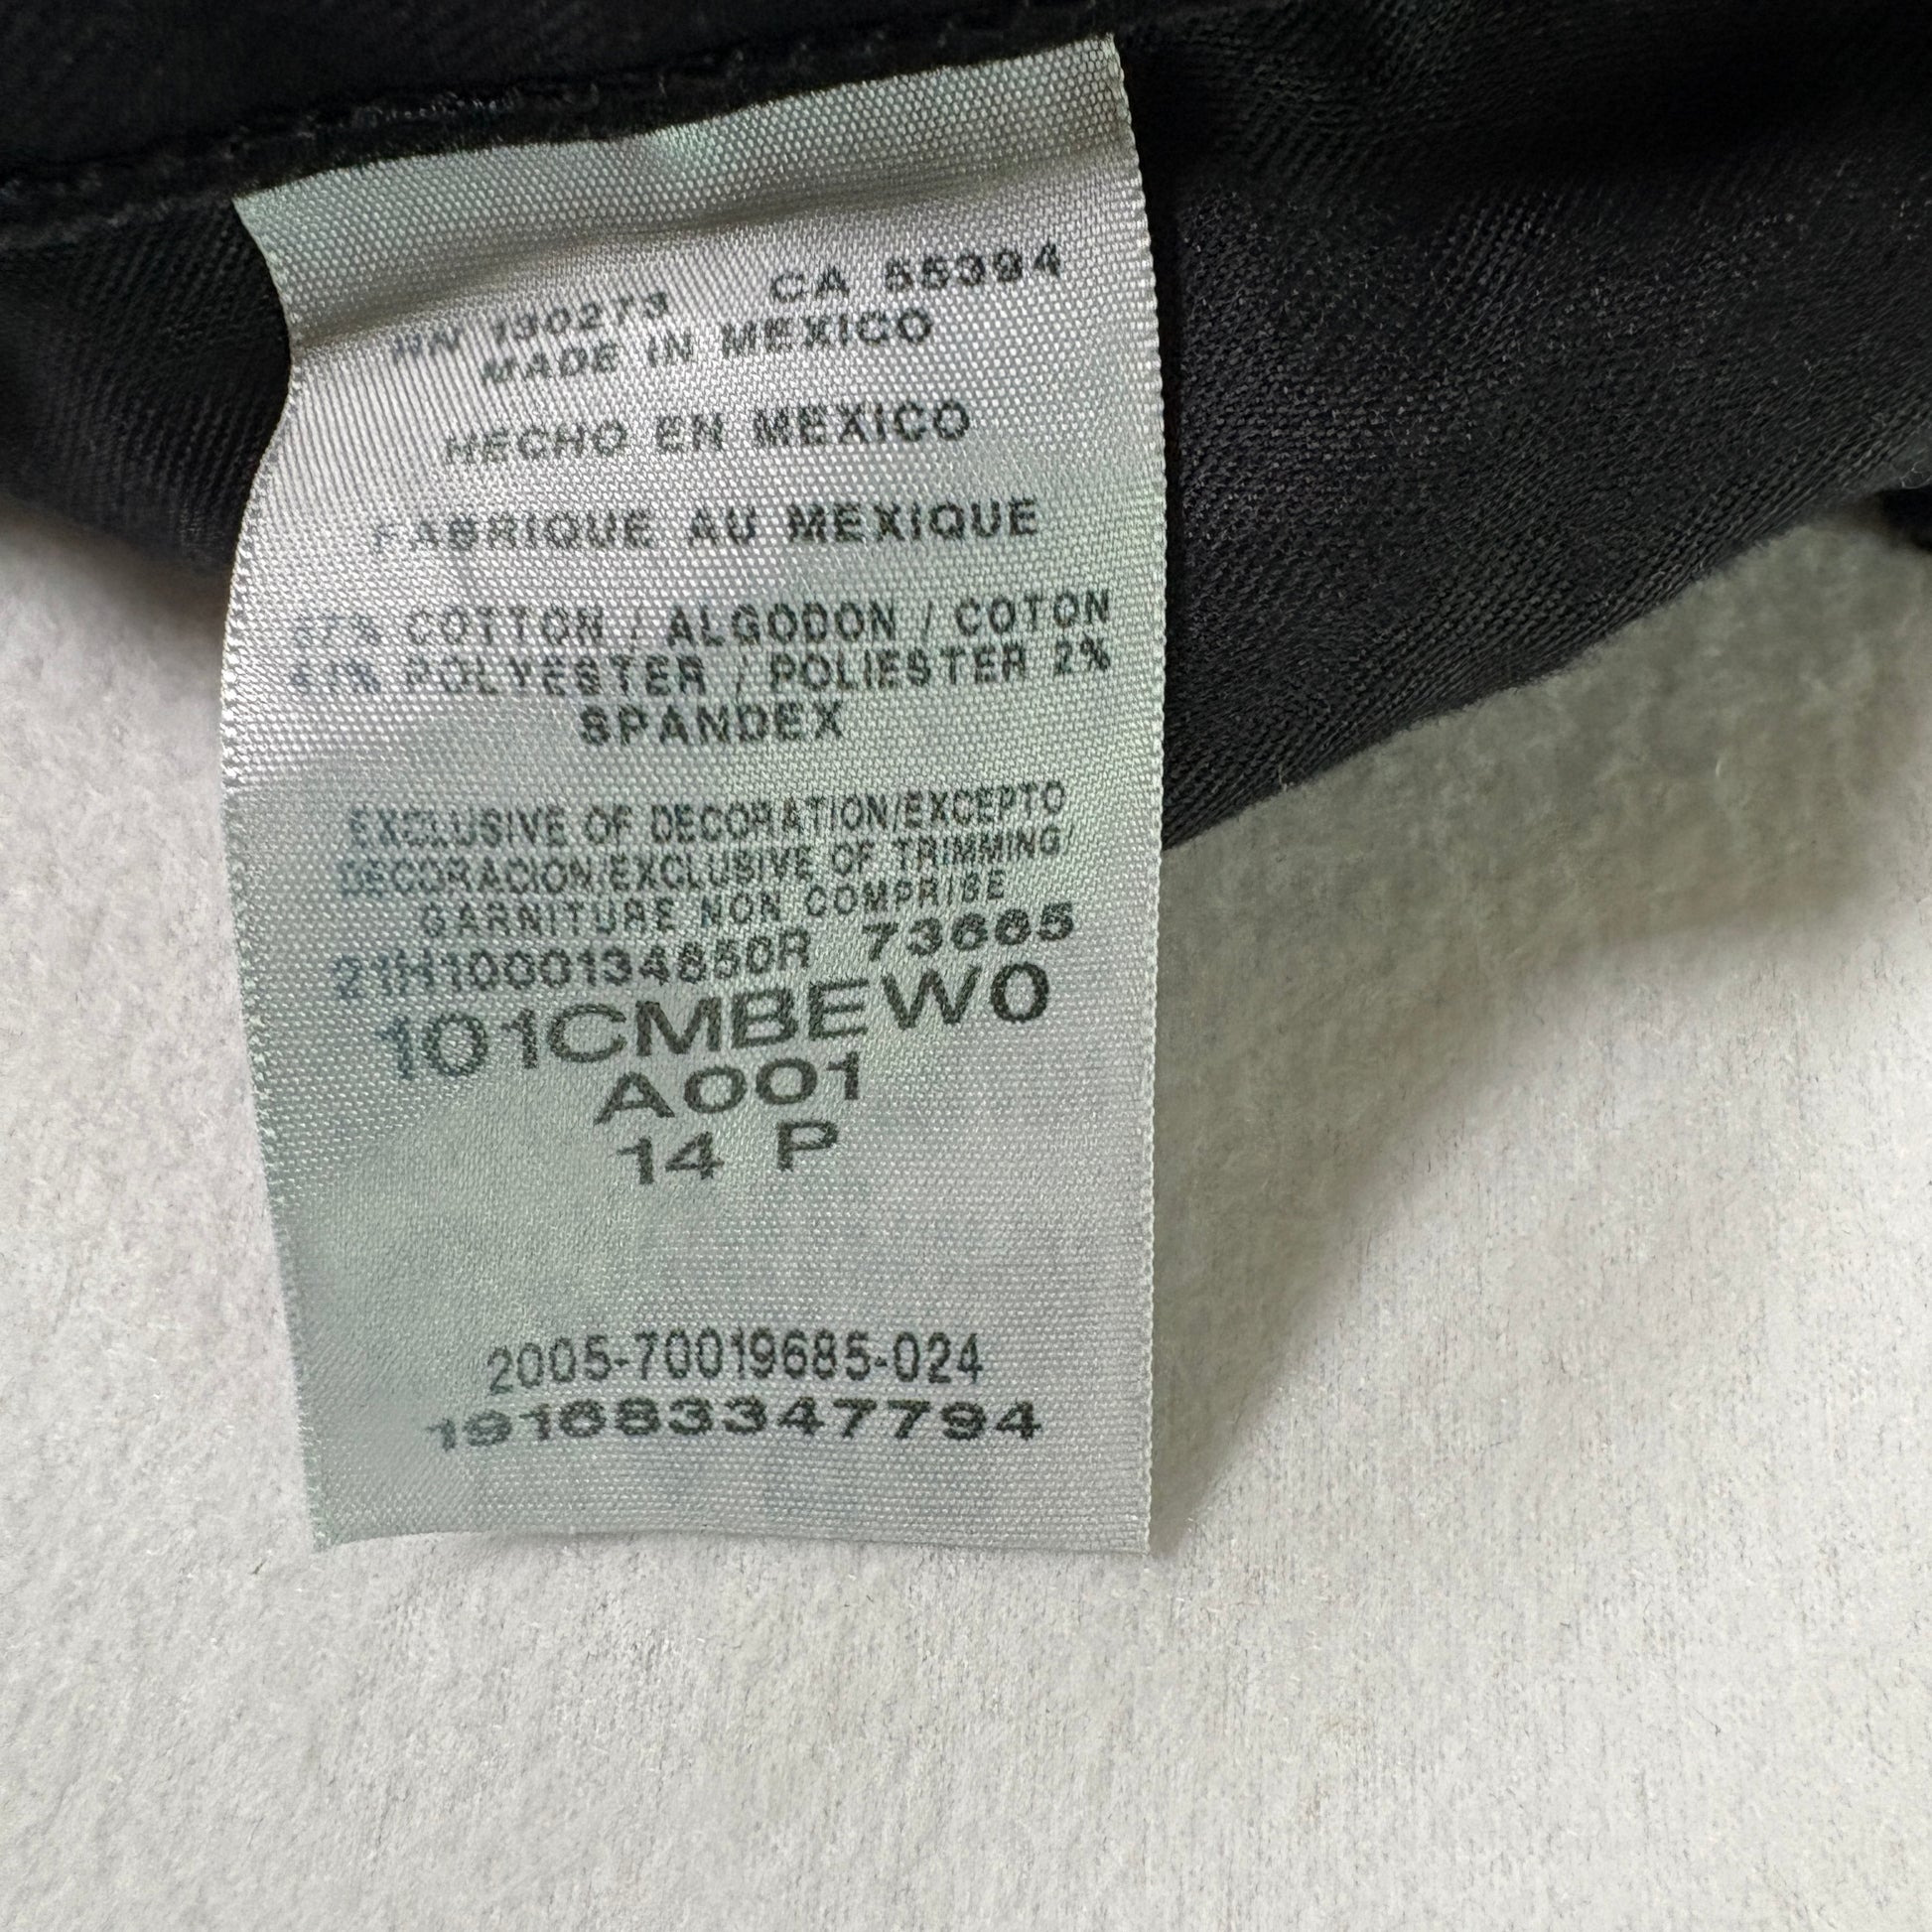 RN 130273 CA 55394
MADE IN MEXICO
HECHO EN MEXICO
FABRIQUE AU MEXIQUE
57% COTTON / ALGODON / COTON
41% POLYESTER / POLIESTER 2%
SPANDEX
EXCLUSIVE OF DECORATION/EXCEPTO
DECORACION/EXCLUSIVE OF TRIMMING/
GARNITURE NON COMPRISE
21H1000134850R 73665
101CMBEW0
A001
14 P
2005-70019685-024
191683347794